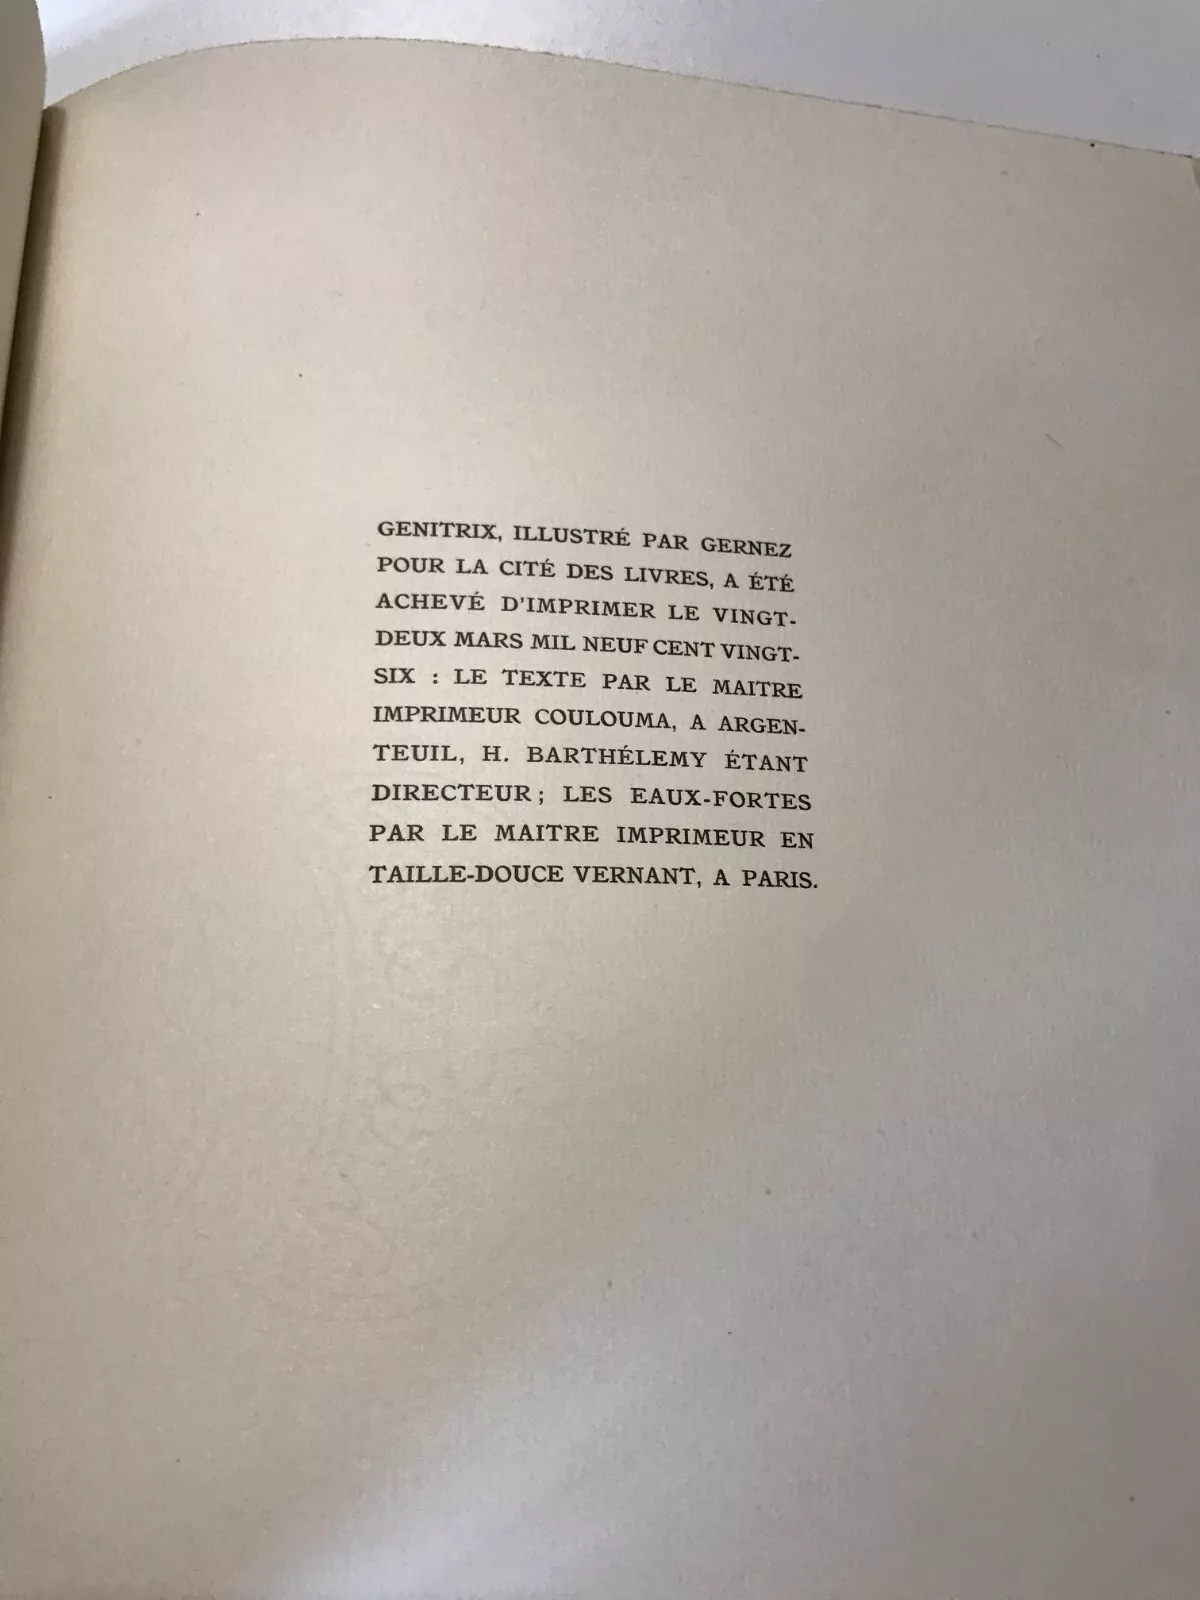 GENITRIX, ILLUSTRÉ PAR GERNEZ
POUR LA CITÉ DES LIVRES, A ÉTÉ
ACHEVÉ D'IMPRIMER LE VINGT-
DEUX MARS MIL NEUF CENT VINGT-
SIX : LE TEXTE PAR LE MAITRE
IMPRIMEUR COULOUMA, A ARGEN-
TEUIL, H. BARTHÉLEMY ÉTANT
DIRECTEUR ; LES EAUX-FORTES
PAR LE MAITRE IMPRIMEUR EN
TAILLE-DOUCE VERNANT, A PARIS.